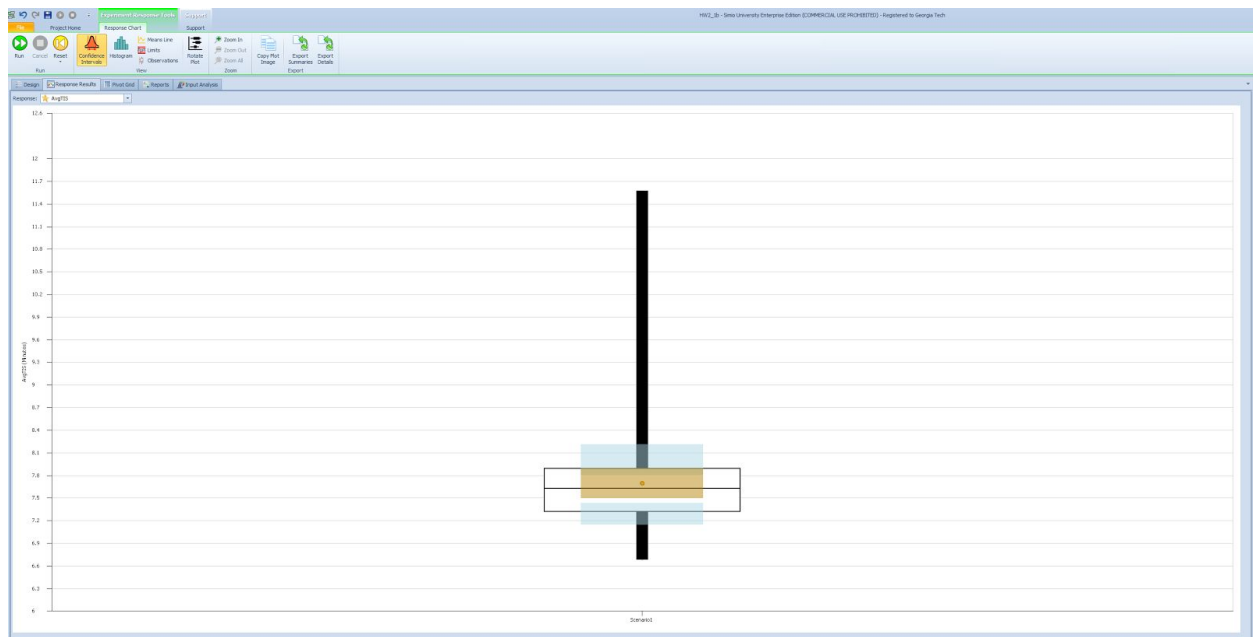 Experiment Response Tools Support
HW2_1b - Simio University Enterprise Edition (COMMERCIAL USE PROHIBITED) - Registered to Georgia Tech
File Project Home Response Chart Support
Run Cancel Reset Confidence Intervals Histogram Means Line Limits Observations Rotate Plot Zoom In Zoom Out Zoom All Copy Plot Image Export Summaries Export Details
Run View Zoom Export
Design Response Results Pivot Grid Reports Input Analysis
Response: AvgTIS
12.6
12
11.7
11.4
11.1
10.8
10.5
10.2
9.9
9.6
9.3
9
8.7
8.4
8.1
7.8
7.5
7.2
6.9
6.6
6.3
6
AvgTIS (Minutes)
Scenario1